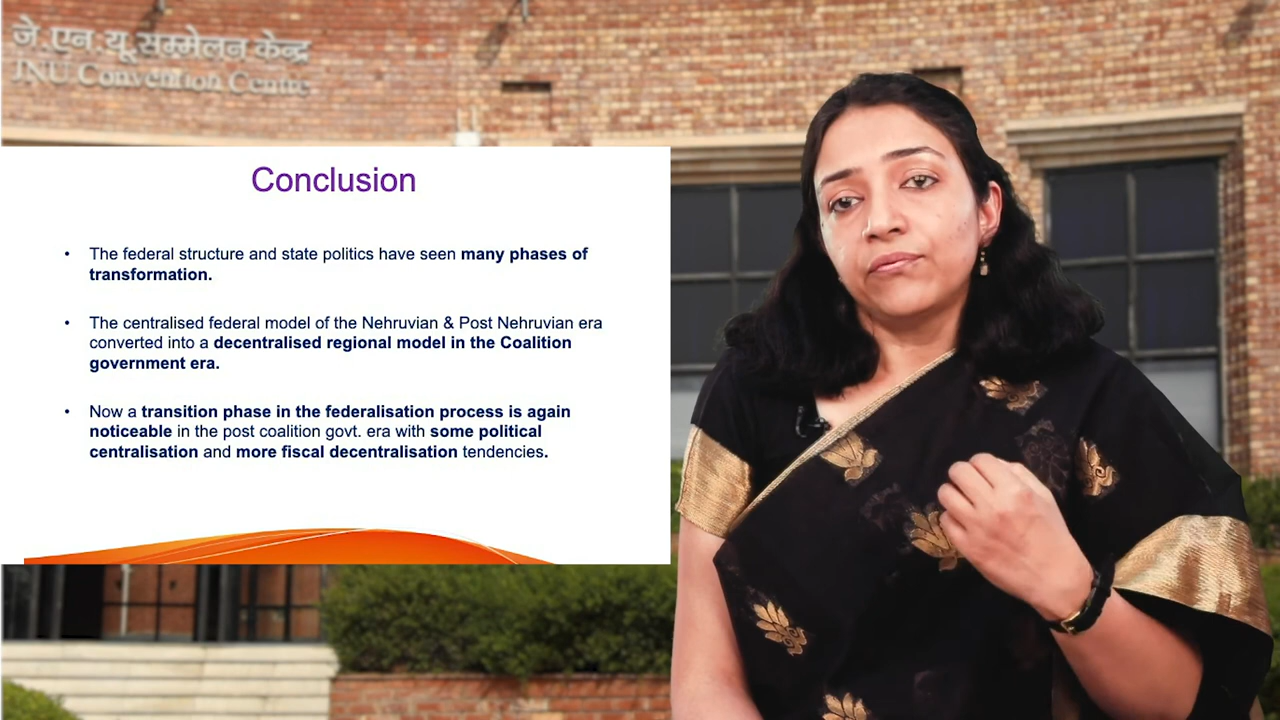 जे.एन.यू.सम्मेलन केन्द्र
JNU Convention Centre
Conclusion
• The federal structure and state politics have seen many phases of
transformation.
• The centralised federal model of the Nehruvian & Post Nehruvian era
converted into a decentralised regional model in the Coalition
government era.
• Now a transition phase in the federalisation process is again
noticeable in the post coalition govt. era with some political
centralisation and more fiscal decentralisation tendencies.